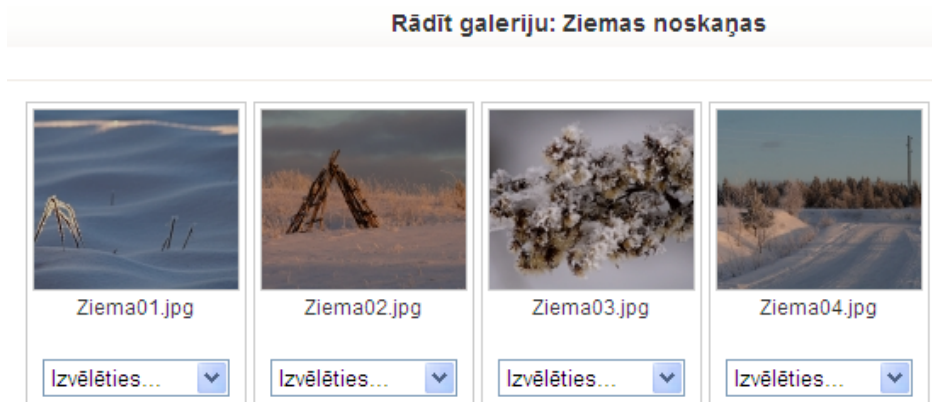 Rādīt galeriju: Ziemas noskaņas
Ziema01.jpg Ziema02.jpg Ziema03.jpg Ziema04.jpg
Izvēlēties... Izvēlēties... Izvēlēties... Izvēlēties...